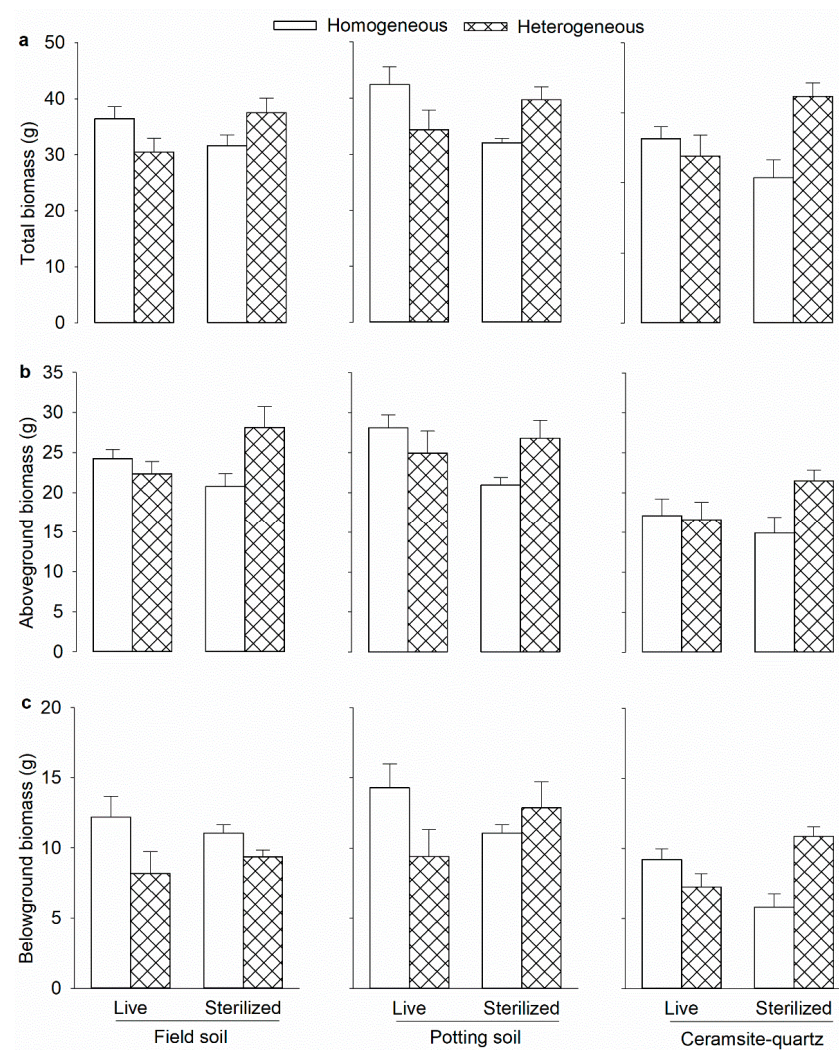 Homogeneous Heterogeneous
a
Total biomass (g)
50
40
30
20
10
0
b
Aboveground biomass (g)
35
30
25
20
15
10
5
0
c
Belowground biomass (g)
20
15
10
5
0
Live Sterilized Live Sterilized Live Sterilized
Field soil Potting soil Ceramsite-quartz